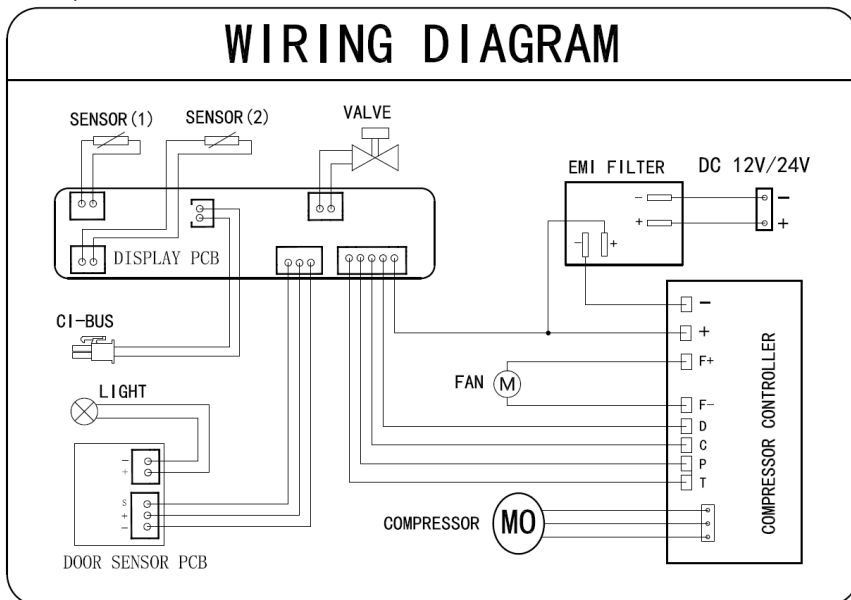 WIRING DIAGRAM
SENSOR(1)
SENSOR(2)
VALVE
EMI FILTER
DC 12V/24V
-
+
-
+
-
+
DISPLAY PCB
CI-BUS
LIGHT
-
+
S
+
-
DOOR SENSOR PCB
FAN
M
COMPRESSOR
MO
-
+
F+
F-
D
C
P
T
COMPRESSOR CONTROLLER